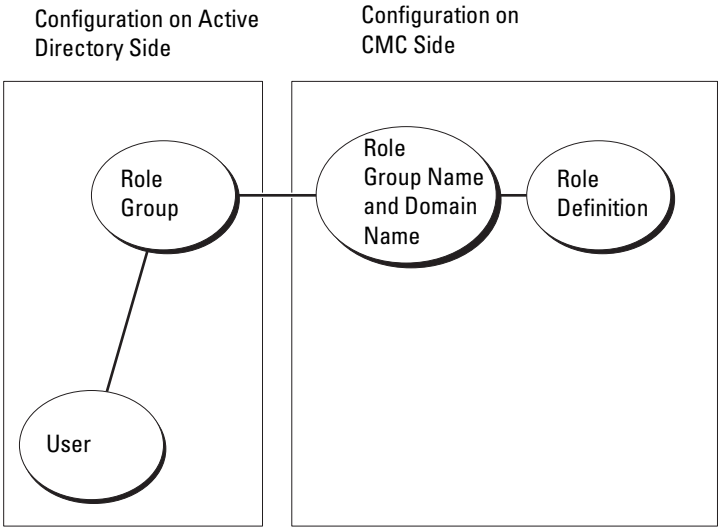 Configuration on Active
Directory Side
Configuration on
CMC Side
Role
Group
Role
Group Name
and Domain
Name
Role
Definition
User